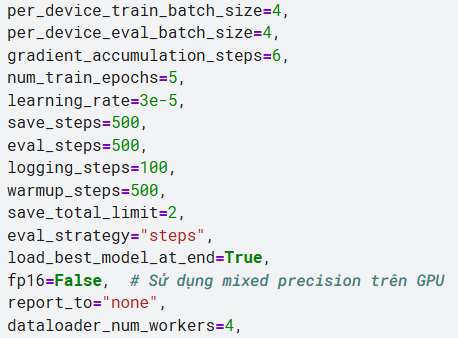 per_device_train_batch_size=4,
per_device_eval_batch_size=4,
gradient_accumulation_steps=6,
num_train_epochs=5,
learning_rate=3e-5,
save_steps=500,
eval_steps=500,
logging_steps=100,
warmup_steps=500,
save_total_limit=2,
eval_strategy="steps",
load_best_model_at_end=True,
fp16=False,  # Sử dụng mixed precision trên GPU
report_to="none",
dataloader_num_workers=4,